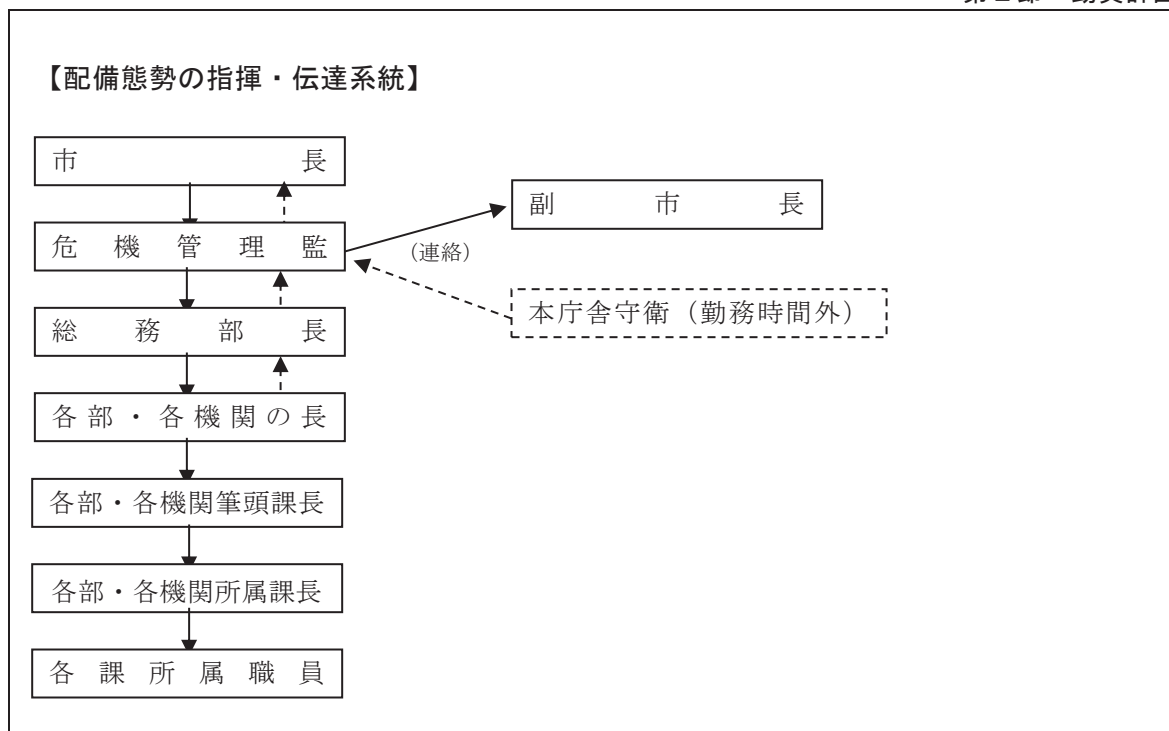 【配備態勢の指揮・伝達系統】
市長
副市長
危機管理監
(連絡)
本庁舎守衛（勤務時間外）
総務部長
各部・各機関の長
各部・各機関筆頭課長
各部・各機関所属課長
各課所属職員